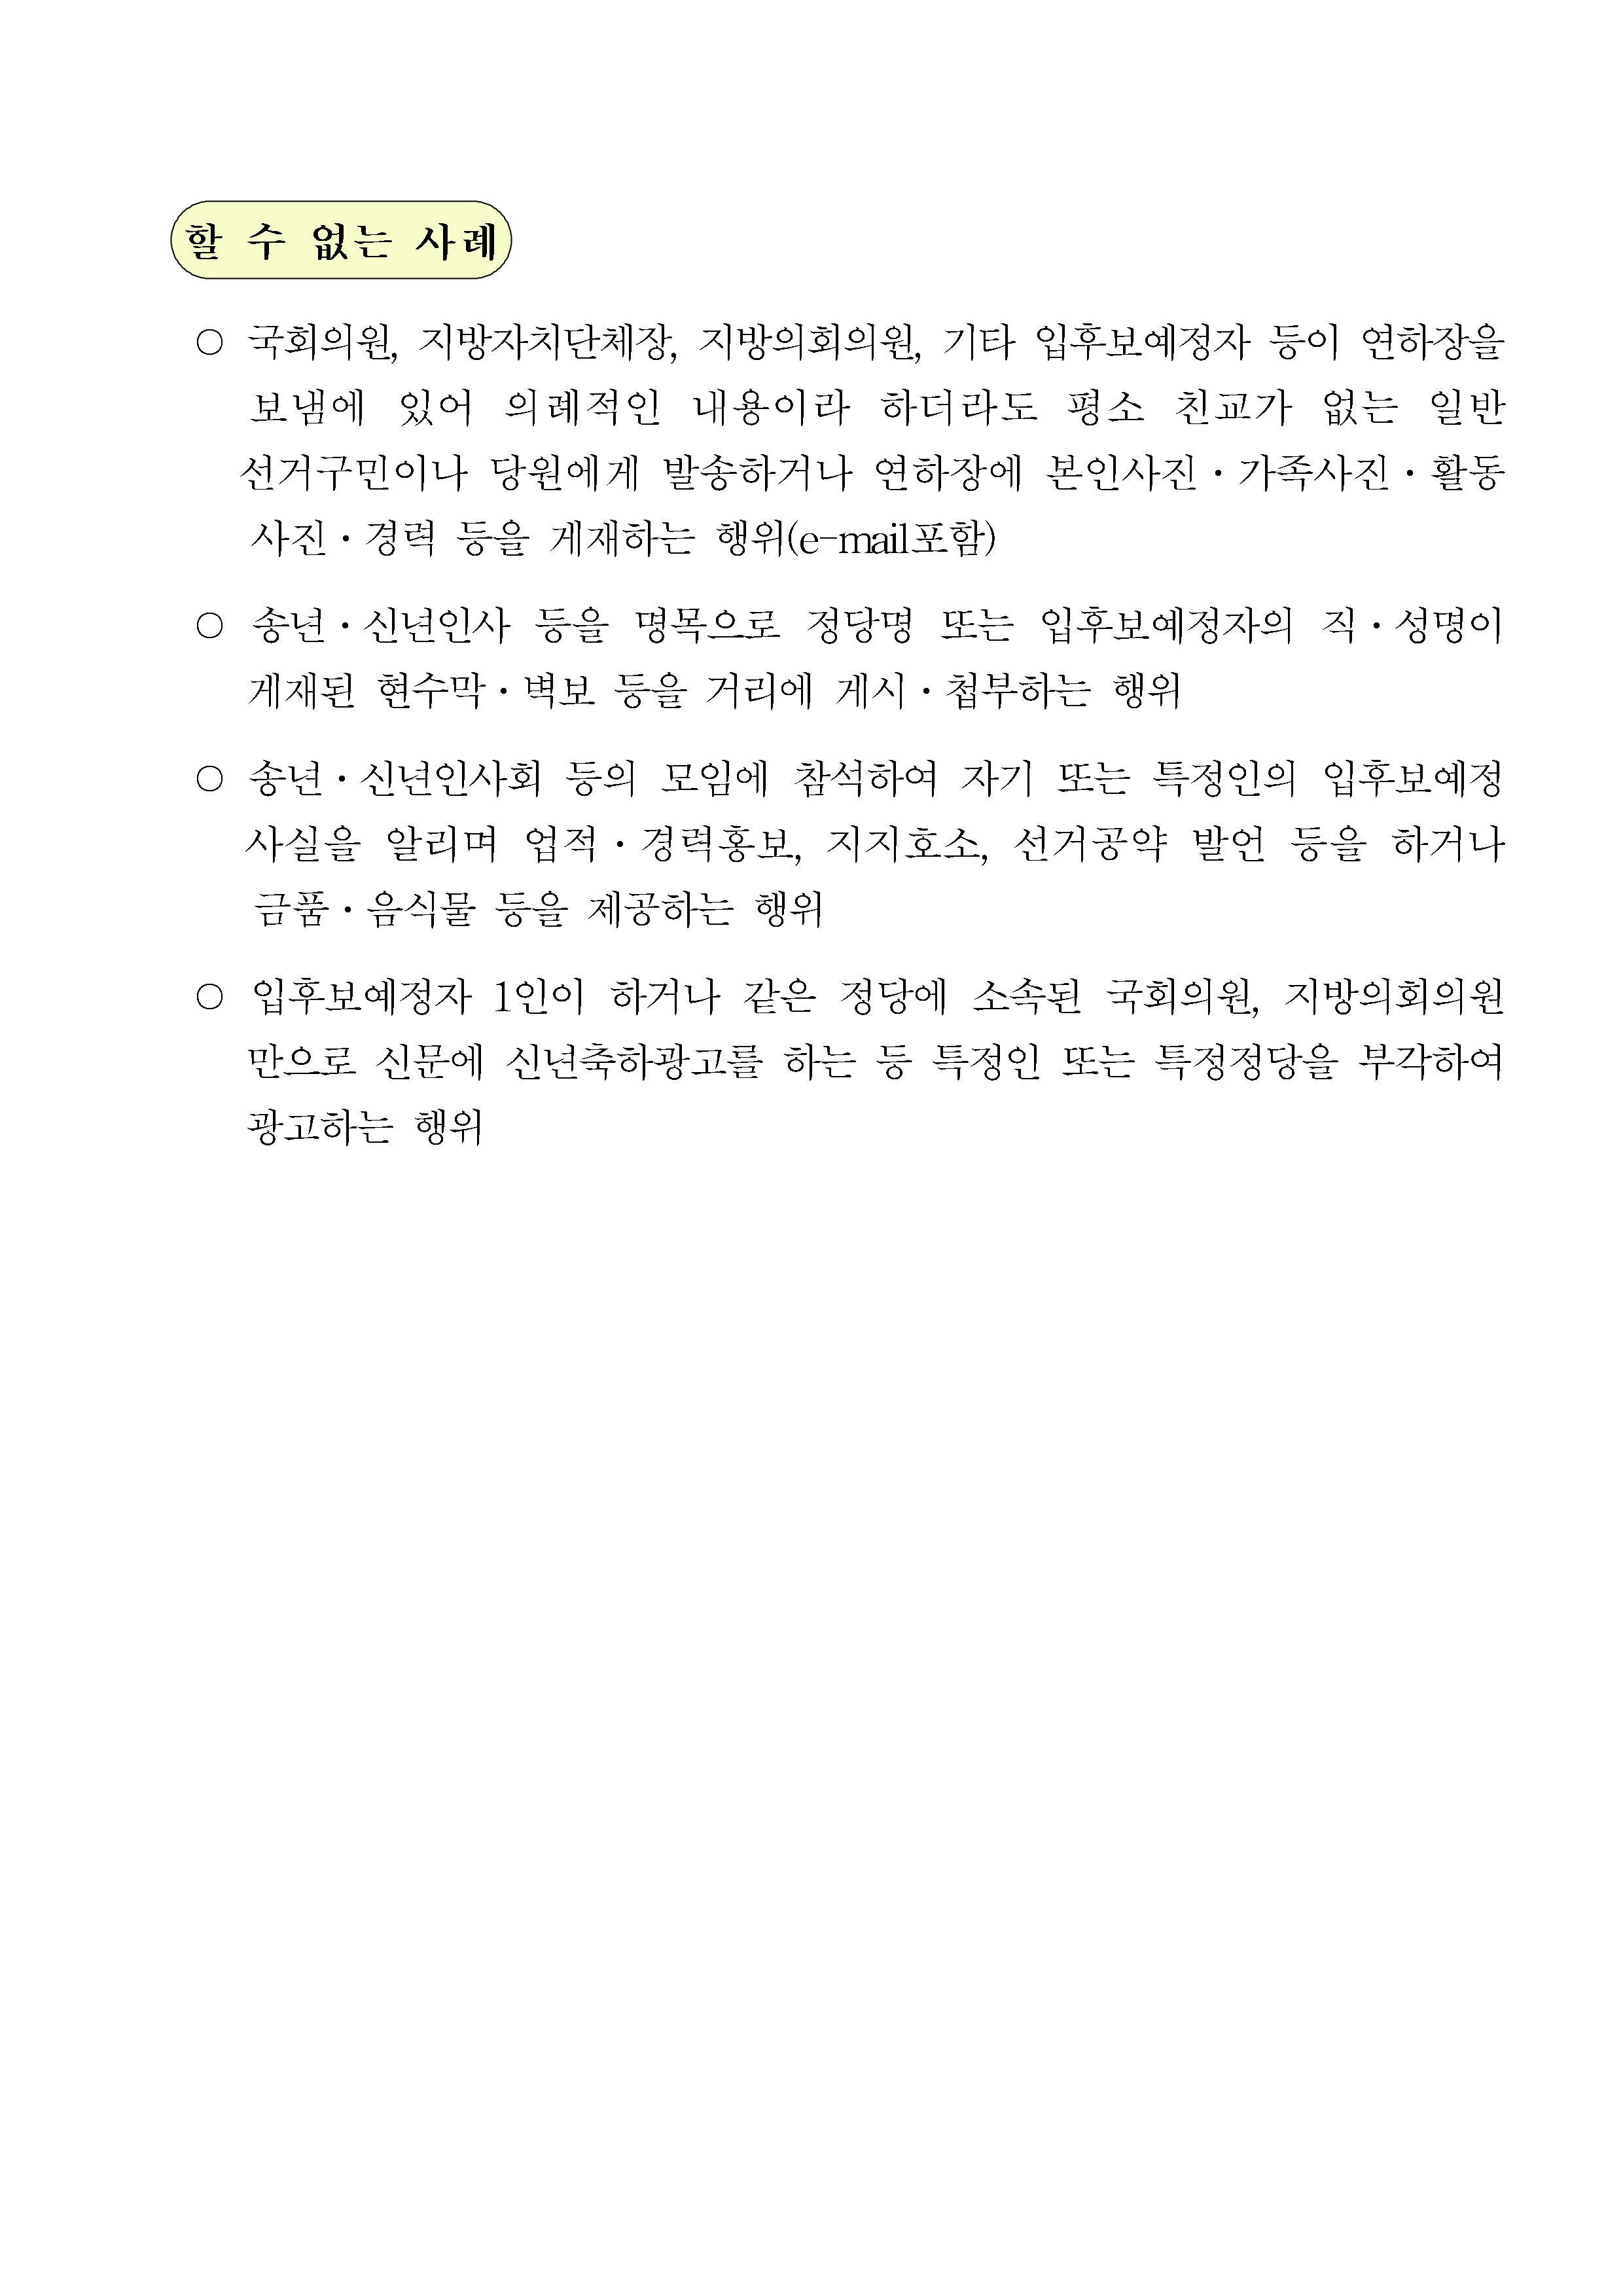 할 수 없는 사례
○ 국회의원, 지방자치단체장, 지방의회의원, 기타 입후보예정자 등이 연하장을
보냄에 있어 의례적인 내용이라 하더라도 평소 친교가 없는 일반
선거구민이나 당원에게 발송하거나 연하장에 본인사진·가족사진·활동
사진·경력 등을 게재하는 행위(e-mail포함)
○ 송년·신년인사 등을 명목으로 정당명 또는 입후보예정자의 직·성명이
게재된 현수막·벽보 등을 거리에 게시·첩부하는 행위
○ 송년·신년인사회 등의 모임에 참석하여 자기 또는 특정인의 입후보예정
사실을 알리며 업적·경력홍보, 지지호소, 선거공약 발언 등을 하거나
금품·음식물 등을 제공하는 행위
○ 입후보예정자 1인이 하거나 같은 정당에 소속된 국회의원, 지방의회의원
만으로 신문에 신년축하광고를 하는 등 특정인 또는 특정정당을 부각하여
광고하는 행위